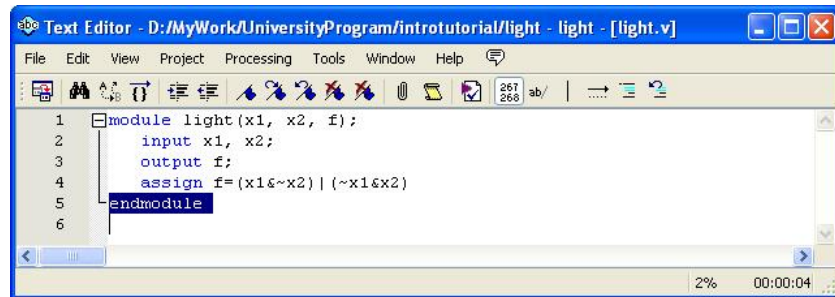 Text Editor - D:/MyWork/UniversityProgram/introtutorial/light - light - [light.v]
File Edit View Project Processing Tools Window Help
267
268
ab/
1 module light(x1, x2, f);
2 input x1, x2;
3 output f;
4 assign f=(x1&~x2)|(~x1&x2)
5 endmodule
6
2% 00:00:04